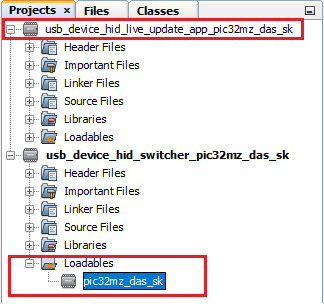 Projects × Files Classes
usb_device_hid_live_update_app_pic32mz_das_sk
Header Files
Important Files
Linker Files
Source Files
Libraries
Loadables
usb_device_hid_switcher_pic32mz_das_sk
Header Files
Important Files
Linker Files
Source Files
Libraries
Loadables
pic32mz_das_sk